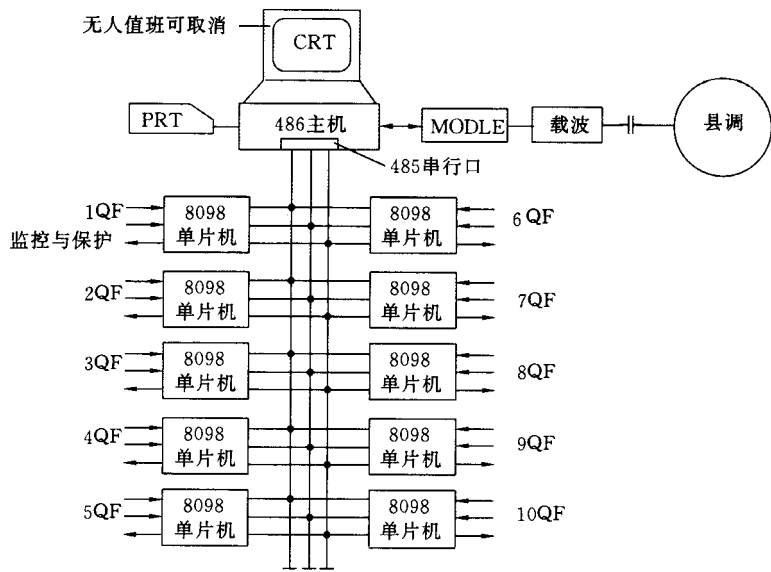 无人值班可取消
CRT
PRT
486主机
MODLE
载波
县调
485串行口
1QF
8098
单片机
8098
单片机
6QF
监控与保护
2QF
8098
单片机
8098
单片机
7QF
3QF
8098
单片机
8098
单片机
8QF
4QF
8098
单片机
8098
单片机
9QF
5QF
8098
单片机
8098
单片机
10QF